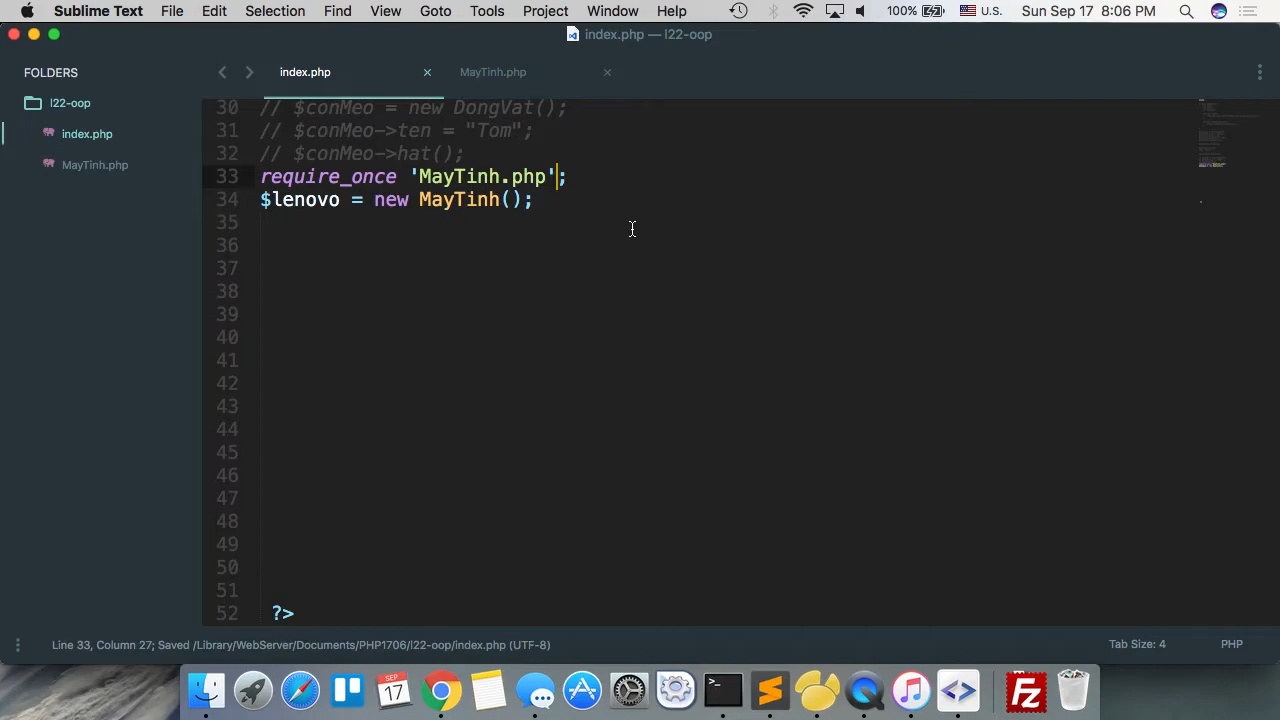 Sublime Text File Edit Selection Find View Goto Tools Project Window Help 100% U.S. Sun Sep 17 8:06 PM
index.php — l22-oop
FOLDERS
l22-oop
index.php
MayTinh.php
index.php × MayTinh.php ×
30 // $conMeo = new DongVat();
31 // $conMeo->ten = "Tom";
32 // $conMeo->hat();
33 require_once 'MayTinh.php';
34 $lenovo = new MayTinh();
35
36
37
38
39
40
41
42
43
44
45
46
47
48
49
50
51
52 ?>
Line 33, Column 27; Saved /Library/WebServer/Documents/PHP1706/l22-oop/index.php (UTF-8) Tab Size: 4 PHP
SEP
17